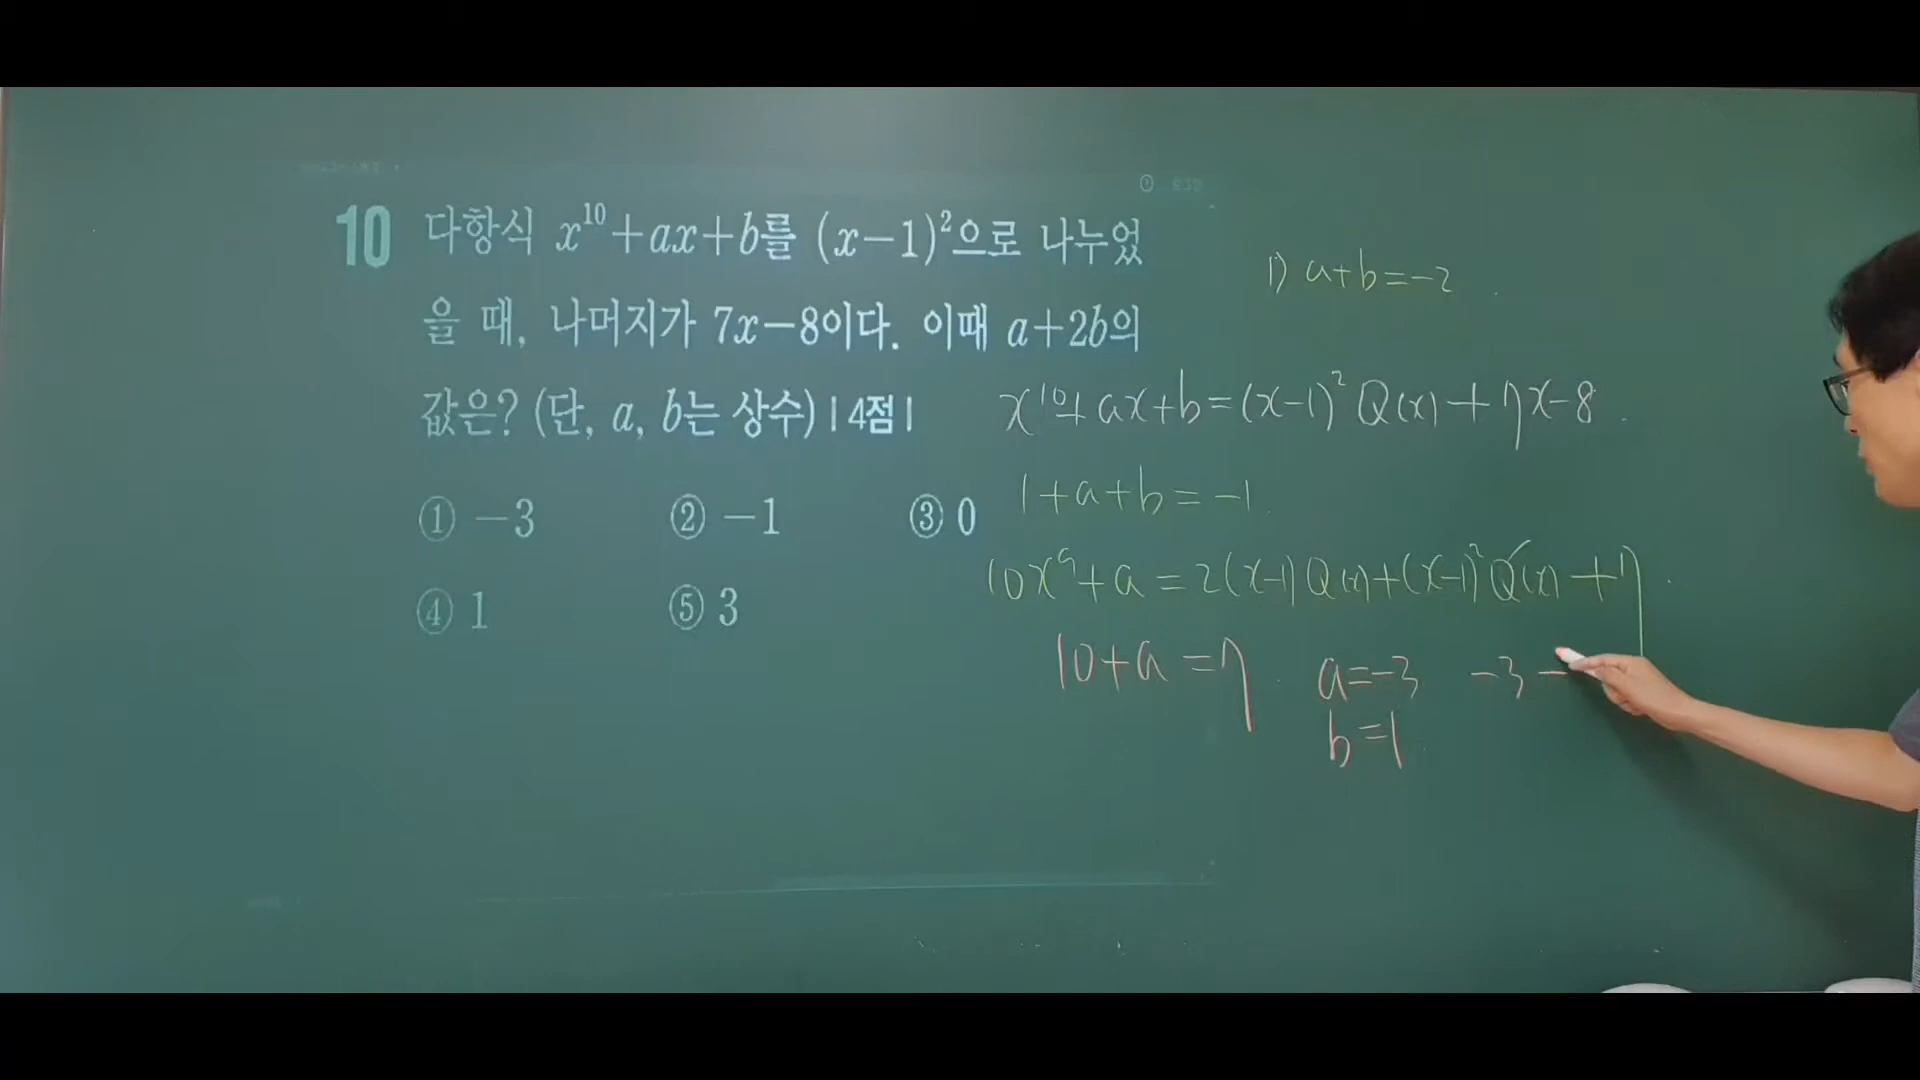 10 다항식 x¹⁰+ax+b를 (x−1)²으로 나누었
을 때, 나머지가 7x−8이다. 이때 a+2b의
값은? (단, a, b는 상수) | 4점 |
① −3 ② −1 ③ 0
④ 1 ⑤ 3
1) a+b=−2
x¹⁰+ax+b=(x−1)²Q(x)+7x−8
1+a+b=−1
10x⁹+a=2(x−1)Q(x)+(x−1)²Q′(x)+7
10+a=7 a=−3 −3−
b=1